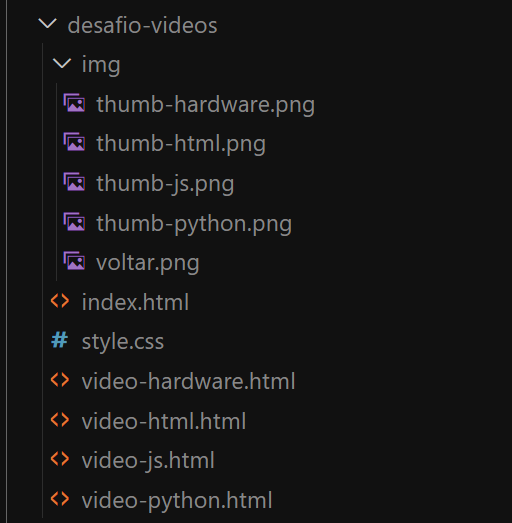 desafio-videos
img
thumb-hardware.png
thumb-html.png
thumb-js.png
thumb-python.png
voltar.png
index.html
# style.css
video-hardware.html
video-html.html
video-js.html
video-python.html